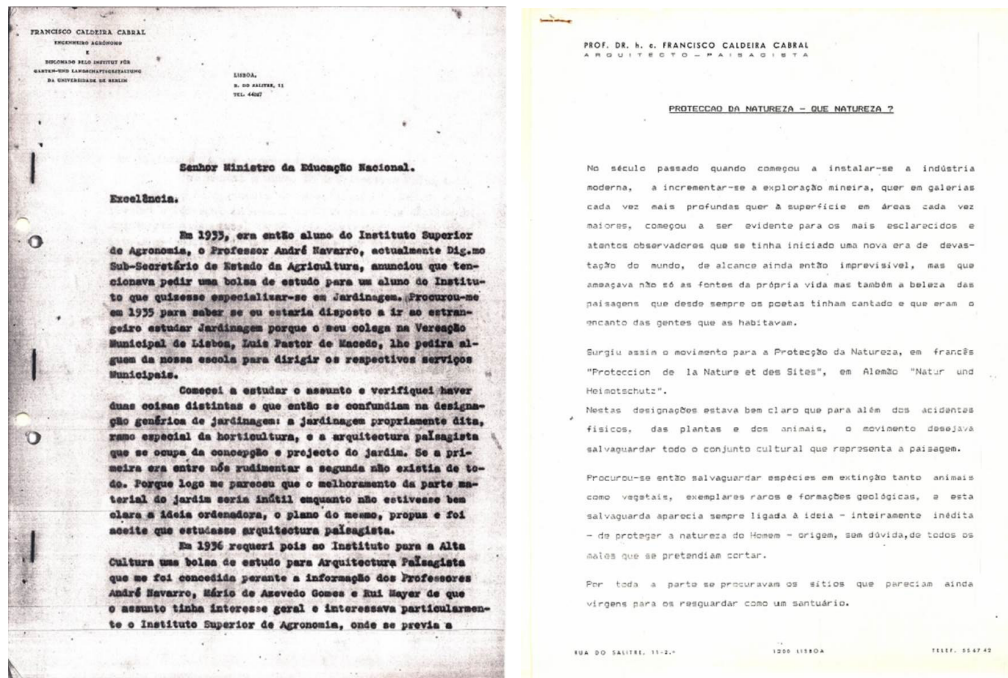 FRANCISCO CALDEIRA CABRAL
ENGENHEIRO AGRÓNOMO
E
DIPLOMADO PELO INSTITUT FÜR
GARTEN-UND LANDSCHAFTSGESTALTUNG
DA UNIVERSIDADE DE BERLIN
LISBOA,
R. DO SALITRE, 11
TEL. 44247
Senhor Ministro da Educação Nacional.
Excelência.
Em 1933, era então aluno do Instituto Superior
de Agronomia, o Professor André Navarro, actualmente Dig.mo
Sub-Secretário de Estado da Agricultura, anunciou que ten-
cionava pedir uma bolsa de estudo para um aluno do Institu-
to que quizesse especializar-se em Jardinagem. Procurou-me
em 1935 para saber se eu estaria disposto a ir ao estran-
geiro estudar Jardinagem porque o seu colega na Vereação
Municipal de Lisboa, Luis Pastor de Macedo, lhe pedira al-
guem da nossa escola para dirigir os respectivos serviços
Municipais.
Comecei a estudar o assunto e verifiquei haver
duas coisas distintas e que então se confundiam na designa-
ção genérica de jardinagem: a jardinagem propriamente dita,
ramo especial da horticultura, e a arquitectura païsagista
que se ocupa da concepção e projecto do jardim. Se a pri-
meira era entre nós rudimentar a segunda não existia de to-
do. Porque logo me pareceu que o melhoramento da parte ma-
terial do jardim seria inútil enquanto não estivesse bem
clara a ideia ordenadora, o plano do mesmo, propus e foi
aceite que estudasse arquitectura païsagista.
Em 1936 requeri pois ao Instituto para a Alta
Cultura uma bolsa de estudo para Arquitectura Païsagista
que me foi concedida perante a informação dos Professores
André Navarro, Mário de Azevedo Gomes e Rui Mayer de que
o assunto tinha interesse geral e interessava particularmen-
te o Instituto Superior de Agronomia, onde se previa a
PROF. DR. h. c. FRANCISCO CALDEIRA CABRAL
ARQUITECTO-PAISAGISTA
PROTECCAO DA NATUREZA - QUE NATUREZA ?
No século passado quando começou a instalar-se a indústria
moderna, a incrementar-se a exploração mineira, quer em galerias
cada vez mais profundas quer à superfície em áreas cada vez
maiores, começou a ser evidente para os mais esclarecidos e
atentos observadores que se tinha iniciado uma nova era de devas-
tação do mundo, de alcance ainda então imprevisível, mas que
ameaçava não só as fontes da própria vida mas também a beleza das
paisagens que desde sempre os poetas tinham cantado e que eram o
encanto das gentes que as habitavam.
Surgiu assim o movimento para a Protecção da Natureza, em francês
"Proteccion de la Nature et des Sites", em Alemão "Natur und
Heimotschutz".
Nestas designações estava bem claro que para além dos acidentes
físicos, das plantas e dos animais, o movimento desejava
salvaguardar todo o conjunto cultural que representa a paisagem.
Procurou-se então salvaguardar espécies em extinção tanto animais
como vegetais, exemplares raros e formações geológicas, e esta
salvaguarda aparecia sempre ligada à ideia - inteiramente inédita
- de proteger a natureza do Homem - origem, sem dúvida,de todos os
males que se pretendiam cortar.
Por toda a parte se procuravam os sítios que pareciam ainda
virgens para os resguardar como um santuário.
RUA DO SALITRE, 11-2.º 1200 LISBOA TELEF. 55 47 42